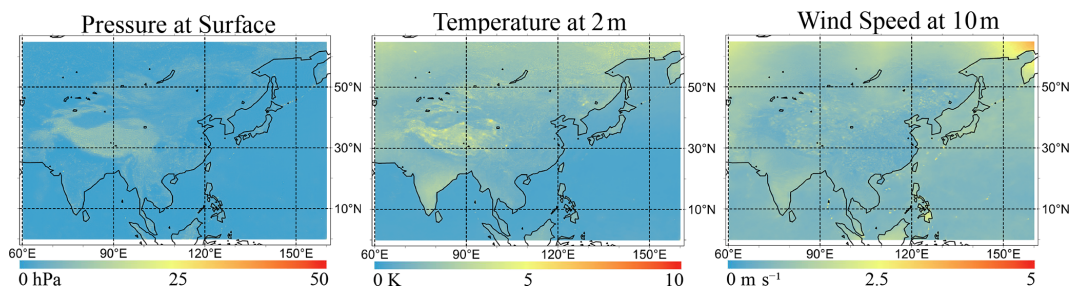 Pressure at Surface
Temperature at 2 m
Wind Speed at 10 m
50°N
30°N
10°N
60°E
90°E
120°E
150°E
0 hPa
25
50
50°N
30°N
10°N
60°E
90°E
120°E
150°E
0 K
5
10
50°N
30°N
10°N
60°E
90°E
120°E
150°E
0 m s⁻¹
2.5
5